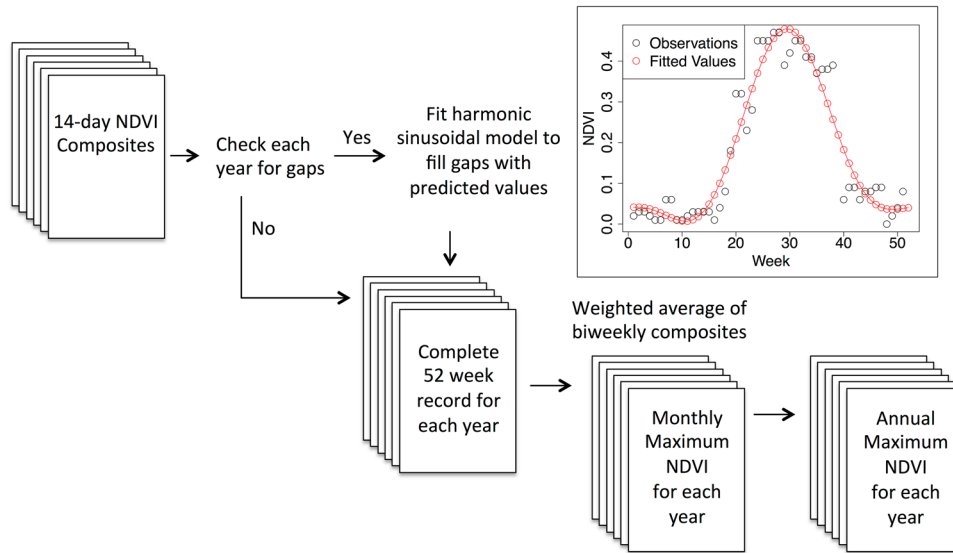 14-day NDVI
Composites
Check each
year for gaps
Yes
No
Fit harmonic
sinusoidal model to
fill gaps with
predicted values
Observations
Fitted Values
NDVI
0.4
0.3
0.2
0.1
0.0
0
10
20
30
40
50
Week
Complete
52 week
record for
each year
Weighted average of
biweekly composites
Monthly
Maximum
NDVI
for each
year
Annual
Maximum
NDVI
for each
year